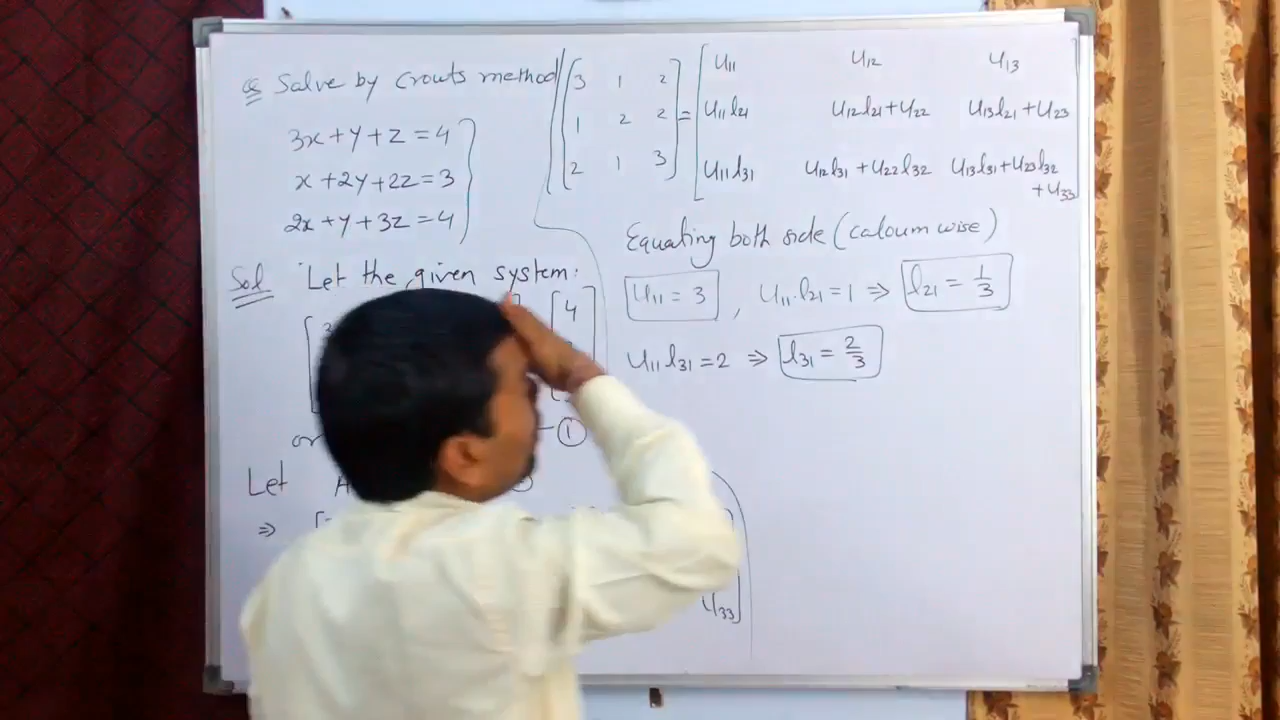 Q Solve by Crouts method
3x + y + z = 4
x + 2y + 2z = 3
2x + y + 3z = 4
Sol Let the given system:
4
or ①
Let A
⇒
U33
3 1 2 = U11 U12 U13
1 2 2 U11 l21 U12 l21 + U22 U13 l21 + U23
2 1 3 U11 l31 U12 l31 + U22 l32 U13 l31 + U23 l32
+ U33
Equating both side (coloum wise)
U11 = 3 , U11 · l21 = 1 ⇒ l21 = 1/3
U11 l31 = 2 ⇒ l31 = 2/3